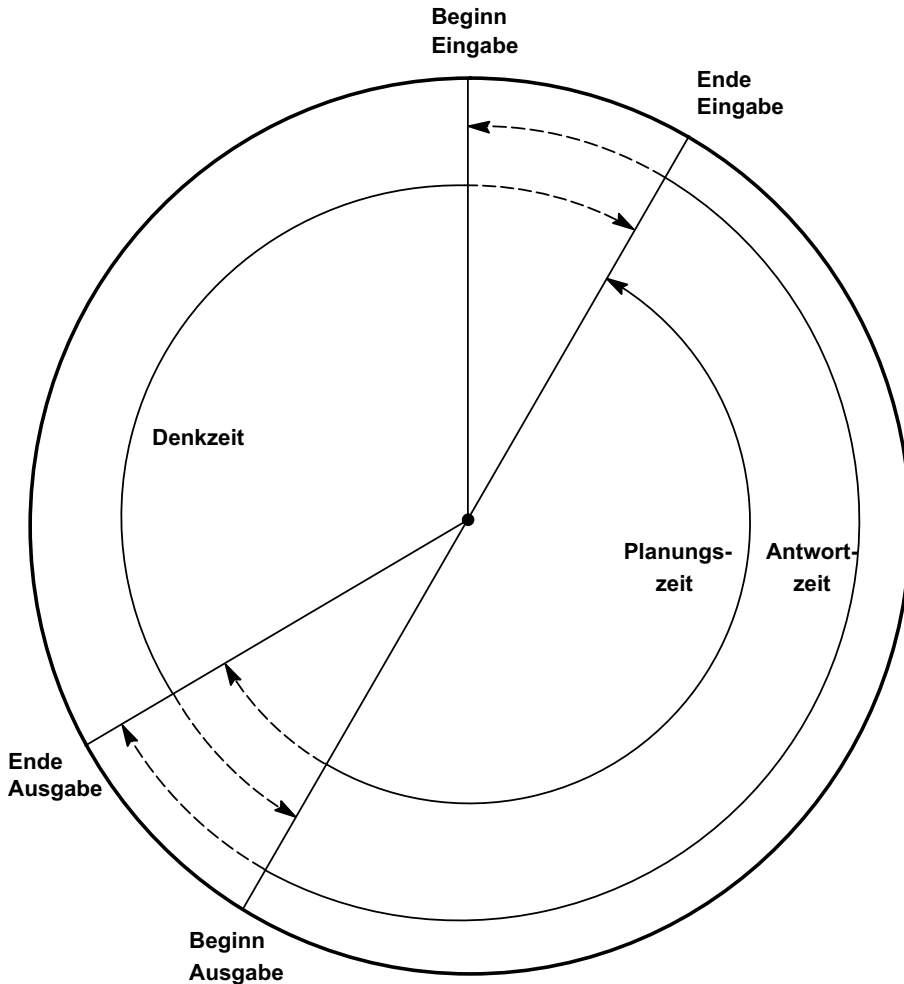 Beginn
Eingabe
Ende
Eingabe
Denkzeit
Planungs-
zeit
Antwort-
zeit
Ende
Ausgabe
Beginn
Ausgabe